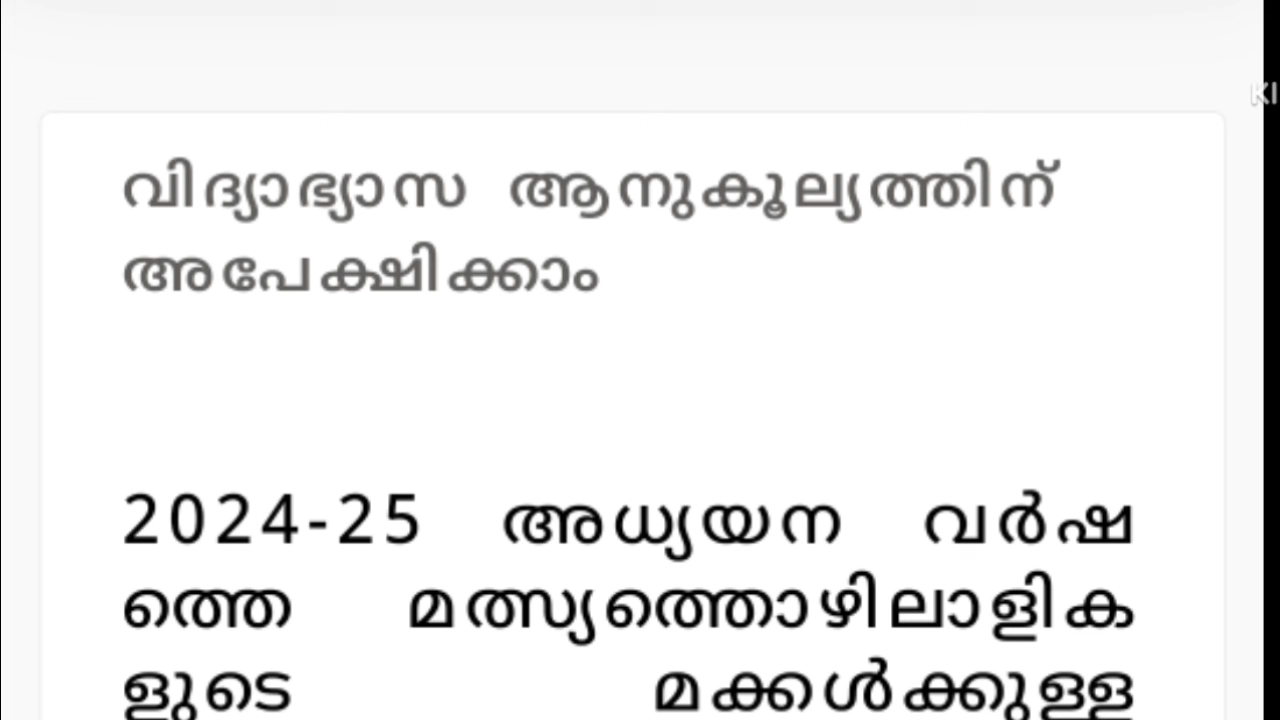 വിദ്യാഭ്യാസ ആനുകൂല്യത്തിന്
അപേക്ഷിക്കാം
2024-25 അധ്യയന വർഷ
ത്തെ മത്സ്യത്തൊഴിലാളിക
ളുടെ മക്കൾക്കുള്ള